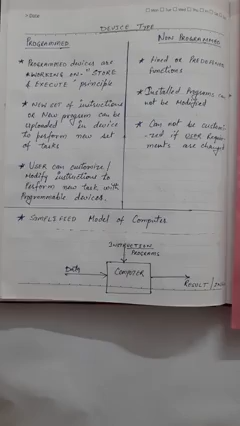 DEVICE TYPE
PROGRAMMED
NON PROGRAMMED
* PROGRAMMED devices are
WORKING ON - "STORE
& EXECUTE" principle
* NEW SET of instructions
OR New program can be
uploaded in device
to perform new set
of tasks
* USER can customize /
Modify instructions to
Perform new task with
Programmable devices.
* Fixed or PREDEFINED
functions
* Installed Programs can
not be Modified
* Can not be customi
zed if USER Require
ments are changed
* SAMPLIFEED Model of Computer
INSTRUCTION
PROGRAMS
DATA
COMPUTER
RESULT /